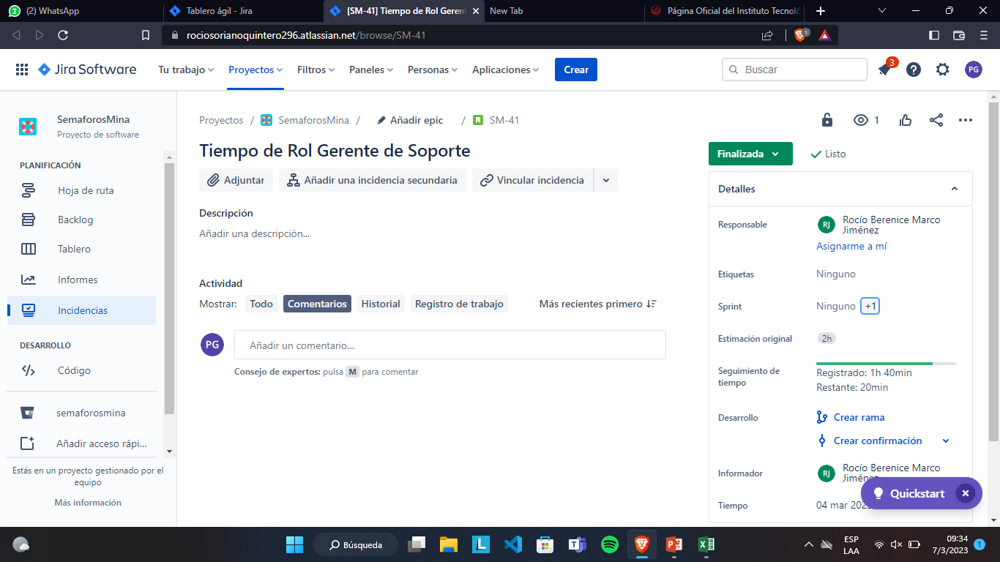 (2) WhatsApp
Tablero ágil - Jira
[SM-41] Tiempo de Rol Gerent
New Tab
Página Oficial del Instituto Tecnoló
rociosorianoquintero296.atlassian.net/browse/SM-41
1
Jira Software
Tu trabajo
Proyectos
Filtros
Paneles
Personas
Aplicaciones
Crear
Buscar
3
PG
SemaforosMina
Proyecto de software
PLANIFICACIÓN
Hoja de ruta
Backlog
Tablero
Informes
Incidencias
DESARROLLO
Código
semaforosmina
Añadir acceso rápi...
Estás en un proyecto gestionado por el
equipo
Más información
Proyectos / SemaforosMina / Añadir epic / SM-41
1
Tiempo de Rol Gerente de Soporte
Adjuntar
Añadir una incidencia secundaria
Vincular incidencia
Descripción
Añadir una descripción...
Actividad
Mostrar: Todo Comentarios Historial Registro de trabajo Más recientes primero
PG
Añadir un comentario...
Consejo de expertos: pulsa M para comentar
Finalizada
Listo
Detalles
Responsable
RJ
Rocío Berenice Marco
Jiménez
Asignarme a mí
Etiquetas
Ninguno
Sprint
Ninguno +1
Estimación original
2h
Seguimiento de
tiempo
Registrado: 1h 40min
Restante: 20min
Desarrollo
Crear rama
Crear confirmación
Informador
RJ
Rocío Berenice Marco
Jiménez
Tiempo
04 mar 202
Quickstart
Búsqueda
ESP
LAA
09:34
7/3/2023
1